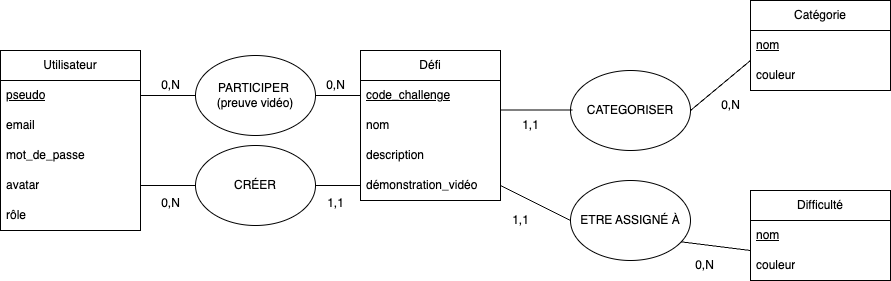 Utilisateur
pseudo
email
mot_de_passe
avatar
rôle
0,N
PARTICIPER
(preuve vidéo)
0,N
0,N
CRÉER
1,1
Défi
code_challenge
nom
description
démonstration_vidéo
1,1
CATEGORISER
0,N
1,1
ETRE ASSIGNÉ À
0,N
Catégorie
nom
couleur
Difficulté
nom
couleur